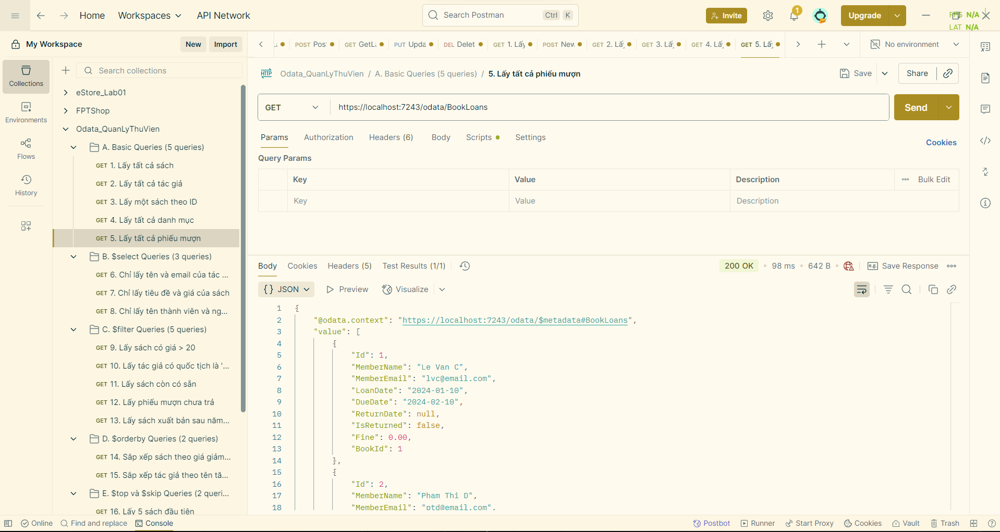 Home Workspaces API Network Search Postman Ctrl K Invite 1 Upgrade FPS N/A
LAT N/A
My Workspace New Import
POST Pos GET GetL PUT Upda DEL Delet GET 1. Lấy POST New GET 2. Lấ GET 3. Lấ GET 4. Lấ GET 5. Lấ No environment
Collections
Environments
Flows
History
Search collections
eStore_Lab01
FPTShop
Odata_QuanLyThuVien
A. Basic Queries (5 queries)
GET 1. Lấy tất cả sách
GET 2. Lấy tất cả tác giả
GET 3. Lấy một sách theo ID
GET 4. Lấy tất cả danh mục
GET 5. Lấy tất cả phiếu mượn
B. $select Queries (3 queries)
GET 6. Chỉ lấy tên và email của tác ...
GET 7. Chỉ lấy tiêu đề và giá của sách
GET 8. Chỉ lấy tên thành viên và ng...
C. $filter Queries (5 queries)
GET 9. Lấy sách có giá > 20
GET 10. Lấy tác giả có quốc tịch là '...
GET 11. Lấy sách còn có sẵn
GET 12. Lấy phiếu mượn chưa trả
GET 13. Lấy sách xuất bản sau năm...
D. $orderby Queries (2 queries)
GET 14. Sắp xếp sách theo giá giảm...
GET 15. Sắp xếp tác giả theo tên tă...
E. $top và $skip Queries (2 queri...
GET 16. Lấy 5 sách đầu tiên
HTTP Odata_QuanLyThuVien / A. Basic Queries (5 queries) / 5. Lấy tất cả phiếu mượn Save Share
GET https://localhost:7243/odata/BookLoans Send
Params Authorization Headers (6) Body Scripts Settings Cookies
Query Params
Key Value Description Bulk Edit
Key Value Description
Body Cookies Headers (5) Test Results (1/1) 200 OK 98 ms 642 B e.g. Save Response
{} JSON Preview Visualize
1 {
2 "@odata.context": "https://localhost:7243/odata/$metadata#BookLoans",
3 "value": [
4 {
5 "Id": 1,
6 "MemberName": "Le Van C",
7 "MemberEmail": "lvc@email.com",
8 "LoanDate": "2024-01-10",
9 "DueDate": "2024-02-10",
10 "ReturnDate": null,
11 "IsReturned": false,
12 "Fine": 0.00,
13 "BookId": 1
14 },
15 {
16 "Id": 2,
17 "MemberName": "Pham Thi D",
18 "MemberEmail": "ptd@email.com",
Online Find and replace Console Postbot Runner Start Proxy Cookies Vault Trash